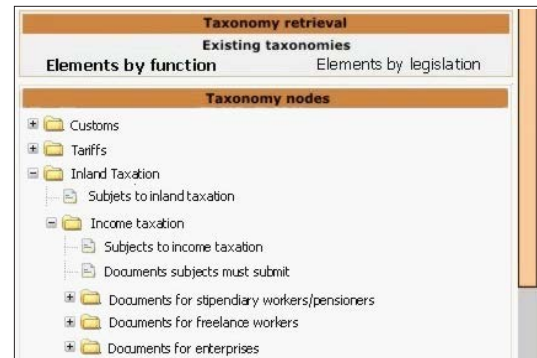 Taxonomy retrieval
Existing taxonomies
Elements by function Elements by legislation
Taxonomy nodes
Customs
Tariffs
Inland Taxation
Subjets to inland taxation
Income taxation
Subjects to income taxation
Documents subjects must submit
Documents for stipendiary workers/pensioners
Documents for freelance workers
Documents for enterprises